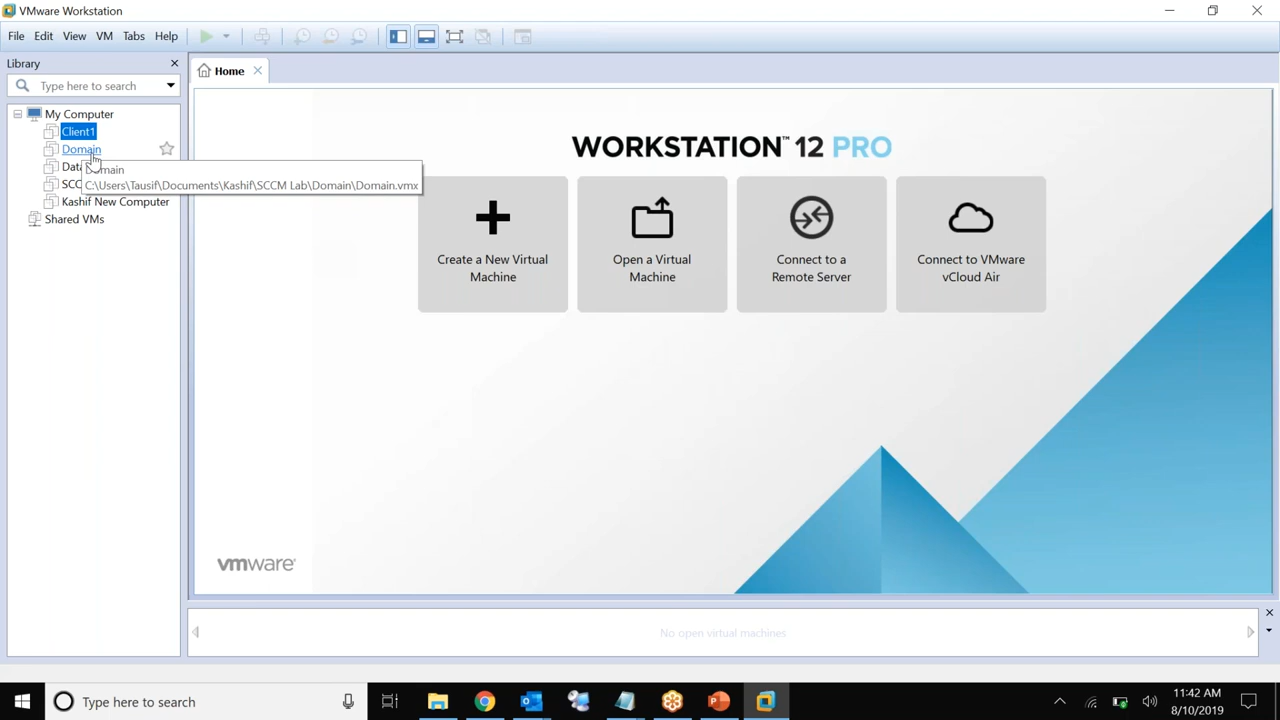 VMware Workstation
File Edit View VM Tabs Help
Library
Type here to search
Home
My Computer
Client1
Domain
Domain
C:\Users\Tausif\Documents\Kashif\SCCM Lab\Domain\Domain.vmx
Kashif New Computer
Shared VMs
WORKSTATION™ 12 PRO
Create a New Virtual
Machine
Open a Virtual
Machine
Connect to a
Remote Server
Connect to VMware
vCloud Air
vmware®
No open virtual machines
Type here to search
11:42 AM
8/10/2019